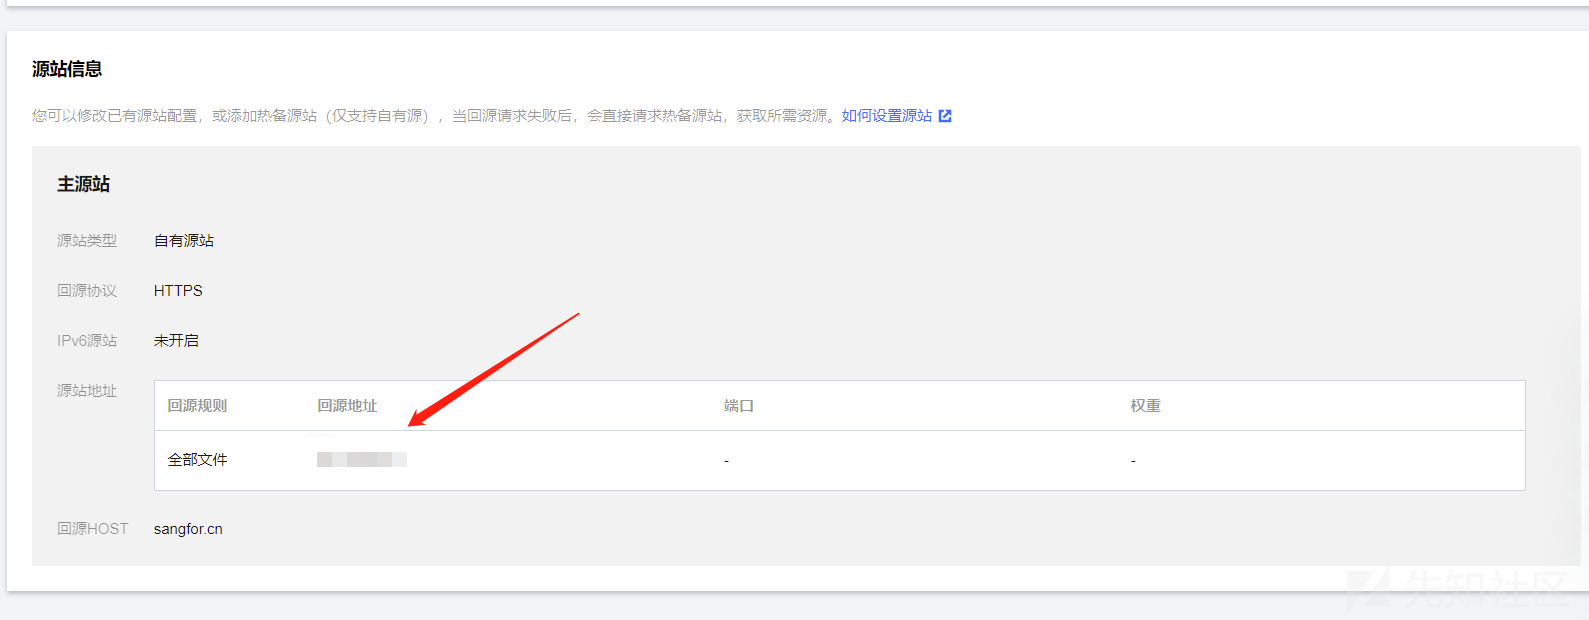 源站信息
您可以修改已有源站配置，或添加热备源站（仅支持自有源），当回源请求失败后，会直接请求热备源站，获取所需资源。如何设置源站
主源站
源站类型 自有源站
回源协议 HTTPS
IPv6源站 未开启
源站地址
回源规则 回源地址 端口 权重
全部文件 - -
回源HOST sangfor.cn
先知社区